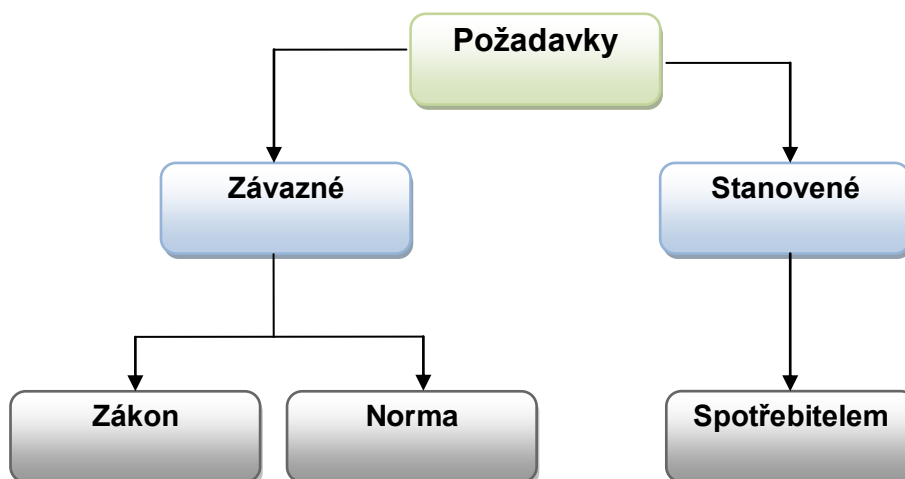 Požadavky
Závazné
Stanovené
Zákon
Norma
Spotřebitelem